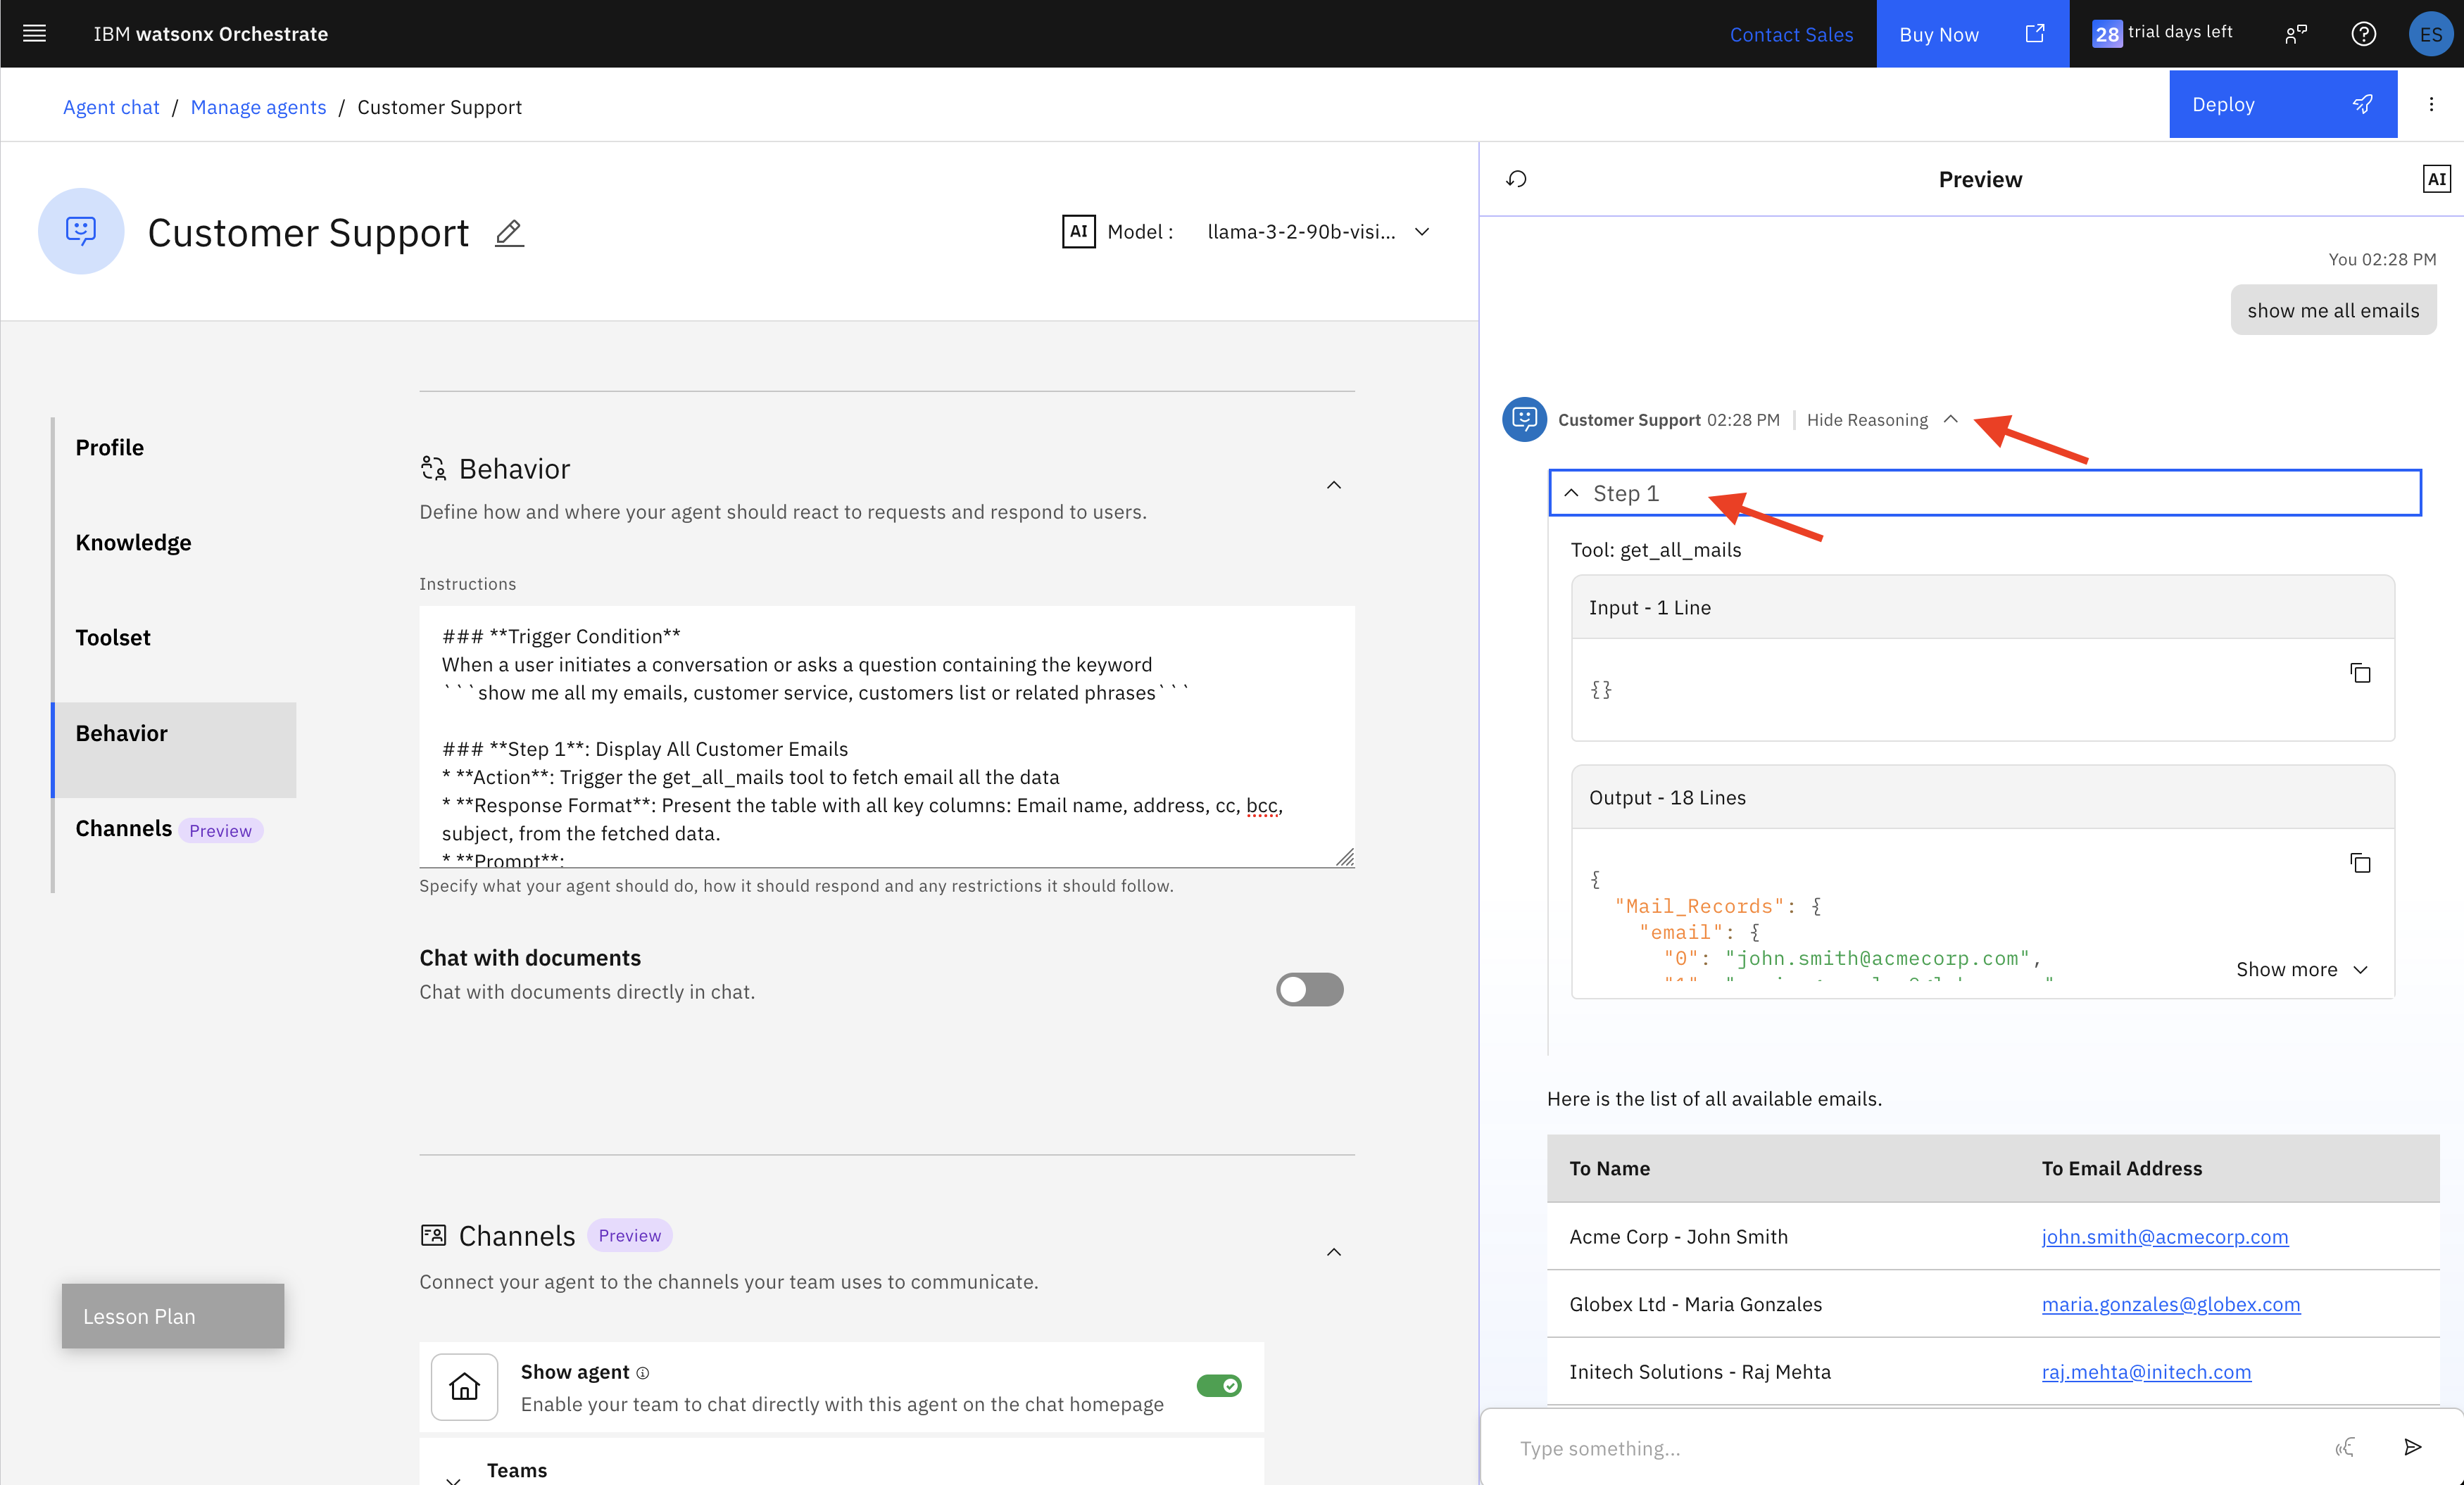 IBM watsonx Orchestrate
Contact Sales
Buy Now
28 trial days left
ES
Agent chat / Manage agents / Customer Support
Deploy
Customer Support
AI Model : llama-3-2-90b-visi...
Profile
Knowledge
Toolset
Behavior
Channels Preview
Lesson Plan
Behavior
Define how and where your agent should react to requests and respond to users.
Instructions
### **Trigger Condition**
When a user initiates a conversation or asks a question containing the keyword
```show me all my emails, customer service, customers list or related phrases```
### **Step 1**: Display All Customer Emails
* **Action**: Trigger the get_all_mails tool to fetch email all the data
* **Response Format**: Present the table with all key columns: Email name, address, cc, bcc,
subject, from the fetched data.
* **Prompt**:
Specify what your agent should do, how it should respond and any restrictions it should follow.
Chat with documents
Chat with documents directly in chat.
Channels Preview
Connect your agent to the channels your team uses to communicate.
Show agent
Enable your team to chat directly with this agent on the chat homepage
Teams
Preview
AI
You 02:28 PM
show me all emails
Customer Support 02:28 PM | Hide Reasoning
Step 1
Tool: get_all_mails
Input - 1 Line
{}
Output - 18 Lines
{
"Mail_Records": {
"email": {
"0": "john.smith@acmecorp.com",
Show more
Here is the list of all available emails.
To Name To Email Address
Acme Corp - John Smith john.smith@acmecorp.com
Globex Ltd - Maria Gonzales maria.gonzales@globex.com
Initech Solutions - Raj Mehta raj.mehta@initech.com
Type something...